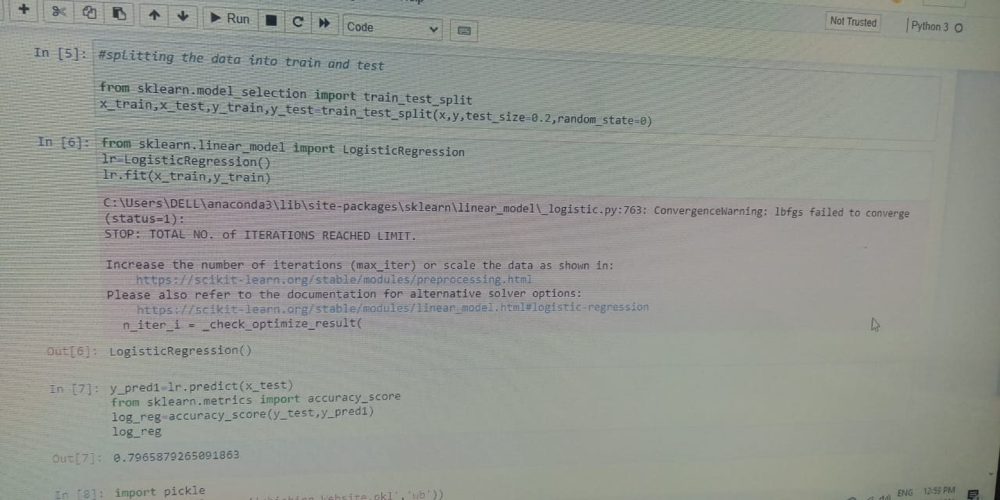 Run
Code
Not Trusted
Python 3
In [5]: #splitting the data into train and test
from sklearn.model_selection import train_test_split
x_train,x_test,y_train,y_test=train_test_split(x,y,test_size=0.2,random_state=0)
In [6]: from sklearn.linear_model import LogisticRegression
lr=LogisticRegression()
lr.fit(x_train,y_train)
C:\Users\DELL\anaconda3\lib\site-packages\sklearn\linear_model\_logistic.py:763: ConvergenceWarning: lbfgs failed to converge
(status=1):
STOP: TOTAL NO. of ITERATIONS REACHED LIMIT.
Increase the number of iterations (max_iter) or scale the data as shown in:
https://scikit-learn.org/stable/modules/preprocessing.html
Please also refer to the documentation for alternative solver options:
https://scikit-learn.org/stable/modules/linear_model.html#logistic-regression
n_iter_i = _check_optimize_result(
Out[6]: LogisticRegression()
In [7]: y_pred1=lr.predict(x_test)
from sklearn.metrics import accuracy_score
log_reg=accuracy_score(y_test,y_pred1)
log_reg
Out[7]: 0.7965879265091863
In [8]: import pickle
website.pkl','wb'))
ENG 12:59 PM